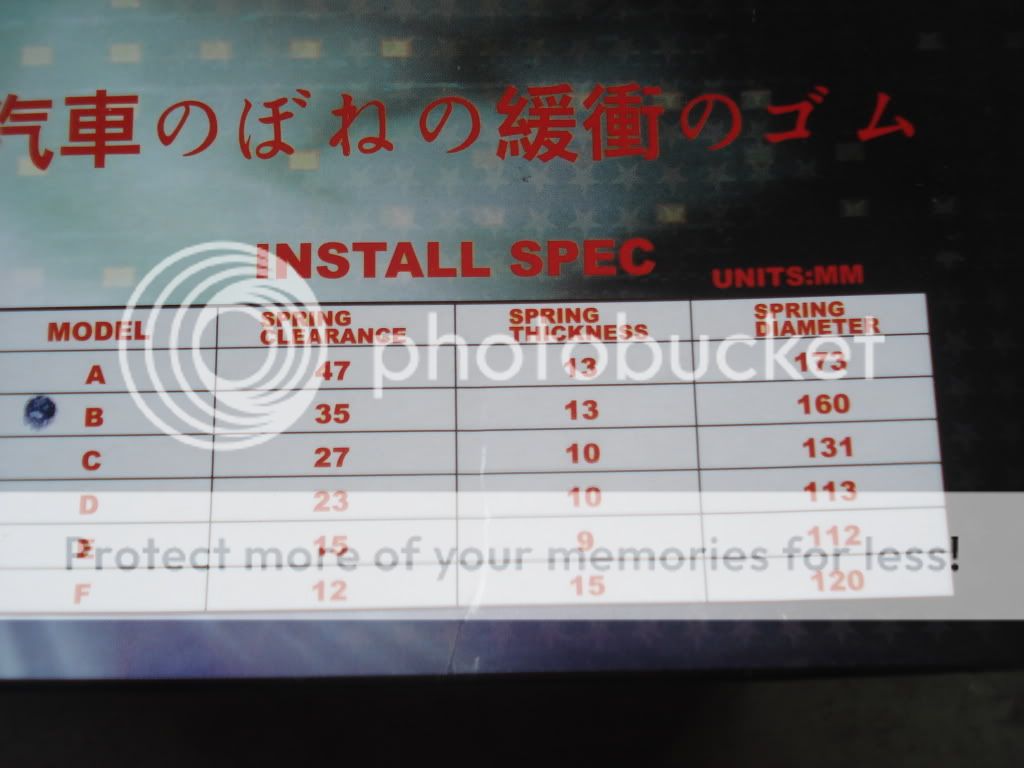 汽車のぼねの緩衝のゴム
INSTALL SPEC
UNITS:MM
MODEL SPRING CLEARANCE SPRING THICKNESS SPRING DIAMETER
A 47 13 173
B 35 13 160
C 27 10 131
D 23 10 113
E 15 9 112
F 12 15 120
photobucket
Protect more of your memories for less!